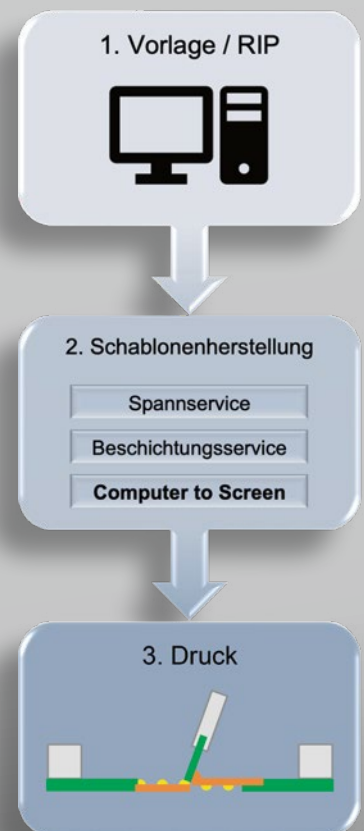 1. Vorlage / RIP
2. Schablonenherstellung
Spannservice
Beschichtungsservice
Computer to Screen
3. Druck